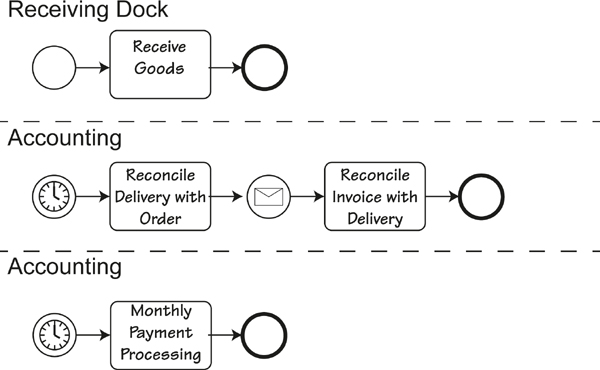 Receiving Dock
Receive
Goods
Accounting
Reconcile
Delivery with
Order
Reconcile
Invoice with
Delivery
Accounting
Monthly
Payment
Processing